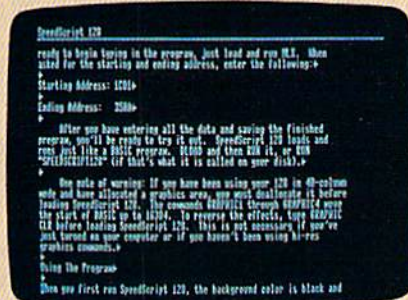 SpeedScript 128
ready to begin typing in the program, just load and run MLX. When
asked for the starting and ending address, enter the following:
Starting Address: 1C01
Ending Address:
After you have entering all the data and saving the finished
program, you'll be ready to try it out. SpeedScript 128 loads and
runs just like a BASIC program. DLOAD and then RUN it, or RUN
"SPEEDSCRIPT128" (if that's what it is called on your disk).
One note of warning: If you have been using your 128 in 40-column
mode and have allocated a graphics area, you must deallocate it before
loading SpeedScript 128. The commands GRAPHIC1 through GRAPHIC4 move
the start of BASIC up to 16384. To reverse the effects, type GRAPHIC
CLR before loading SpeedScript 128. This is not necessary if you've
just turned on your computer or if you haven't been using hi-res
graphics commands.
Using The Program
When you first run SpeedScript 128, the background color is black and